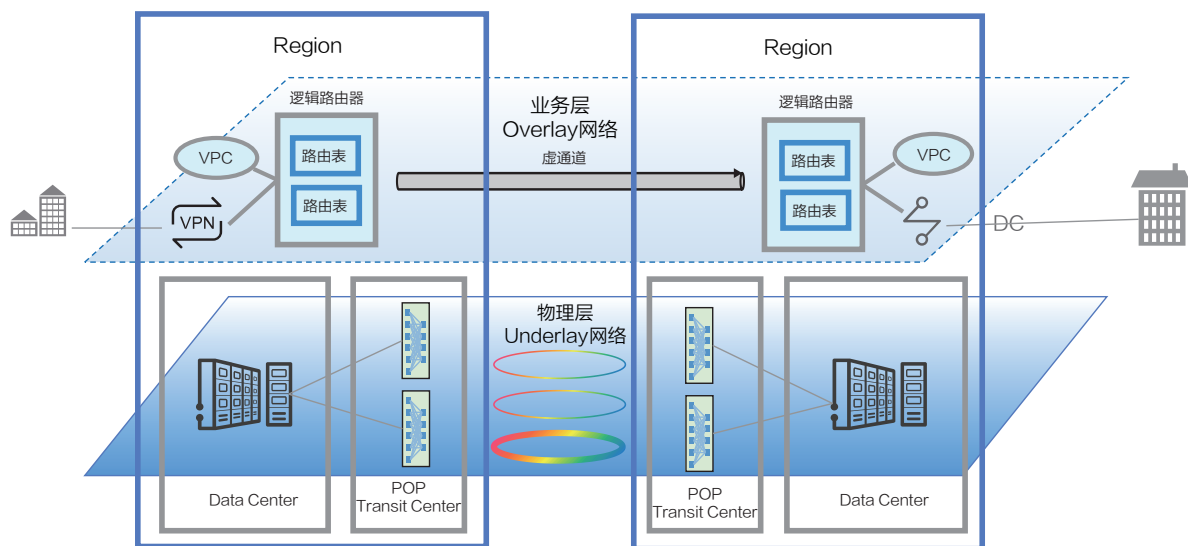 Region
Region
逻辑路由器
业务层
Overlay网络
虚通道
逻辑路由器
VPC
路由表
路由表
VPN
路由表
路由表
VPC
DC
物理层
Underlay网络
Data Center
POP
Transit Center
POP
Transit Center
Data Center